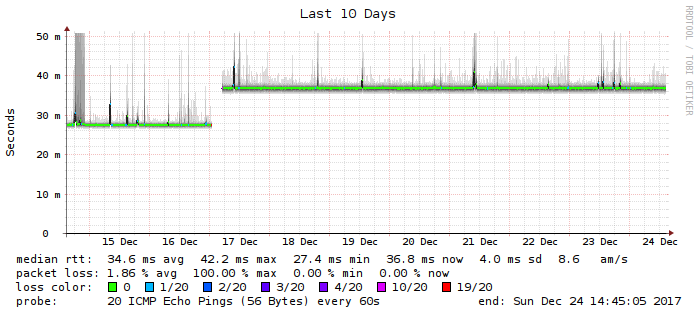 Last 10 Days
RRDTOOL / TOBI OETIKER
Seconds
50 m
40 m
30 m
20 m
10 m
0
15 Dec 16 Dec 17 Dec 18 Dec 19 Dec 20 Dec 21 Dec 22 Dec 23 Dec 24 Dec
median rtt: 34.6 ms avg 42.2 ms max 27.4 ms min 36.8 ms now 4.0 ms sd 8.6 am/s
packet loss: 1.86 % avg 100.00 % max 0.00 % min 0.00 % now
loss color: 0 1/20 2/20 3/20 4/20 10/20 19/20
probe: 20 ICMP Echo Pings (56 Bytes) every 60s end: Sun Dec 24 14:45:05 2017